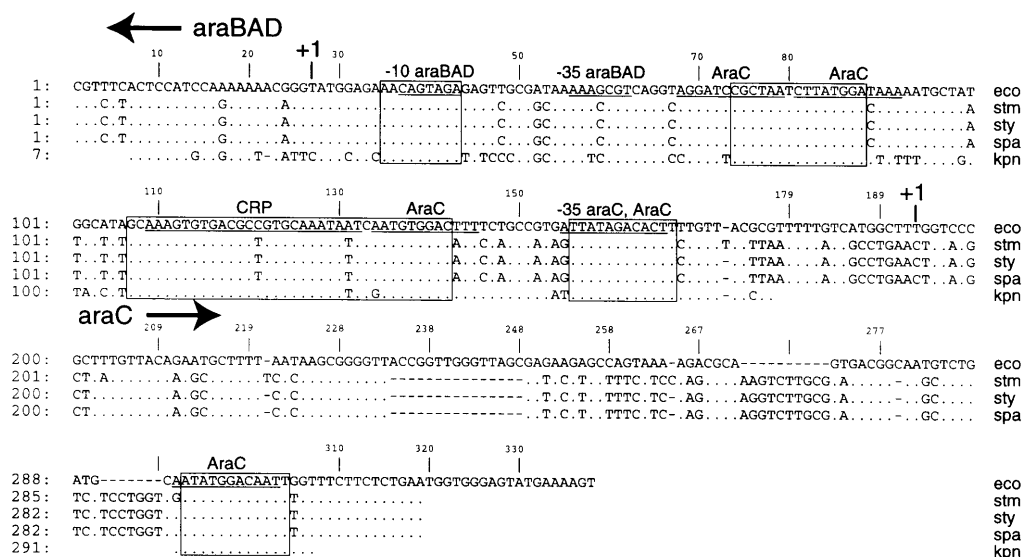 araBAD
10 20 +1 30 50 70 80
-10 araBAD -35 araBAD AraC AraC
1: CGTTTCACTCCATCCAAAAAAACGGGTATGGAGAAACAGTAGAGAGTTGCGATAAAAAGCGTCAGGTAGGATCCGCTAATCTTATGGATAAAAATGCTAT eco
1: ...C.T..........G......A.......................C...GC.....C.......C.....................C..........A stm
1: ...C.T..........G......A.......................C...GC.....C.......C.....................C..........A sty
1: ...C.T..........G......A.......................C...GC.....C.......C.....................C..........A spa
7: .......G..G...T-ATTC...C..C.........T.TCCC..GC....TC.......CC....T................T.TTT....G. kpn
110 130 150 179 189 +1
CRP AraC -35 araC, AraC
101: GGCATAGCAAAGTGTGACGCCGTGCAAATAATCAATGTGGACTTTTCTGCCGTGATTATAGACACTTTTGTT-ACGCGTTTTTGTCATGGCTTTGGTCCC eco
101: T..T.T..............T.........T...........A.C.A....A.AG............C....-..TTAA....A..GCCTGAACT..A.G stm
101: T..T.T..............T.........T...........A.C.A....A.AG............C....-..TTAA....A..GCCTGAACT..A.G sty
101: T..T.T..............T.........T...........A.C.A....A.AG............C....-..TTAA....A..GCCTGAACT..A.G spa
100: TA.C.T........................T..G...................AT.................-..C.. kpn
araC
209 219 228 238 248 258 267 277
200: GCTTTGTTACAGAATGCTTTT-AATAAGCGGGGTTACCGGTTGGGTTAGCGAGAAGAGCCAGTAAA-AGACGCA----------GTGACGGCAATGTCTG eco
201: CT.A.......A.GC......TC.C..........---------------..T.C.T..TTTC.TCC.AG....AAGTCTTGCG.A.....-..GC.... stm
200: CT.........A.GC......-C.C..........---------------..T.C.T..TTTC.TC-.AG....AGGTCTTGCG.A.....-..GC.... sty
200: CT.........A.GC......-C.C..........---------------..T.C.T..TTTC.TC-.AG....AGGTCTTGCG.A.....-..GC.... spa
AraC 310 320 330
288: ATG-------CAATATGGACAATTGGTTTCTTCTCTGAATGGTGGGAGTATGAAAAGT eco
285: TC.TCCTGGT.G............T.............. stm
282: TC.TCCTGGT..............T.............. sty
282: TC.TCCTGGT..............T.............. spa
291: ................ kpn